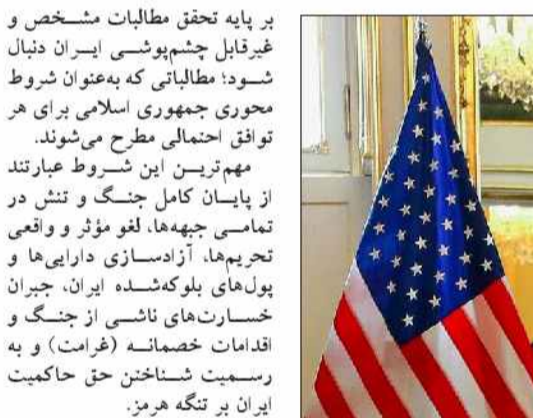 بر پایه تحقق مطالبات مشخص و
غیرقابل چشم‌پوشی ایران دنبال
شود؛ مطالباتی که به‌عنوان شروط
محوری جمهوری اسلامی برای هر
توافق احتمالی مطرح می‌شوند.
مهم‌ترین این شروط عبارتند
از پایان کامل جنگ و تنش در
تمامی جبهه‌ها، لغو مؤثر و واقعی
تحریم‌ها، آزادسازی دارایی‌ها و
پول‌های بلوکه‌شده ایران، جبران
خسارت‌های ناشی از جنگ و
اقدامات خصمانه (غرامت) و به
رسمیت شناختن حق حاکمیت
ایران بر تنگه هرمز.